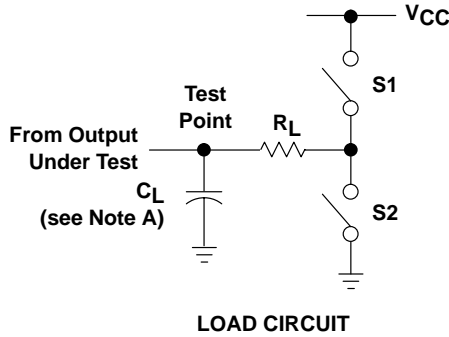 VCC
S1
Test
Point
RL
From Output
Under Test
CL
(see Note A)
S2
LOAD CIRCUIT